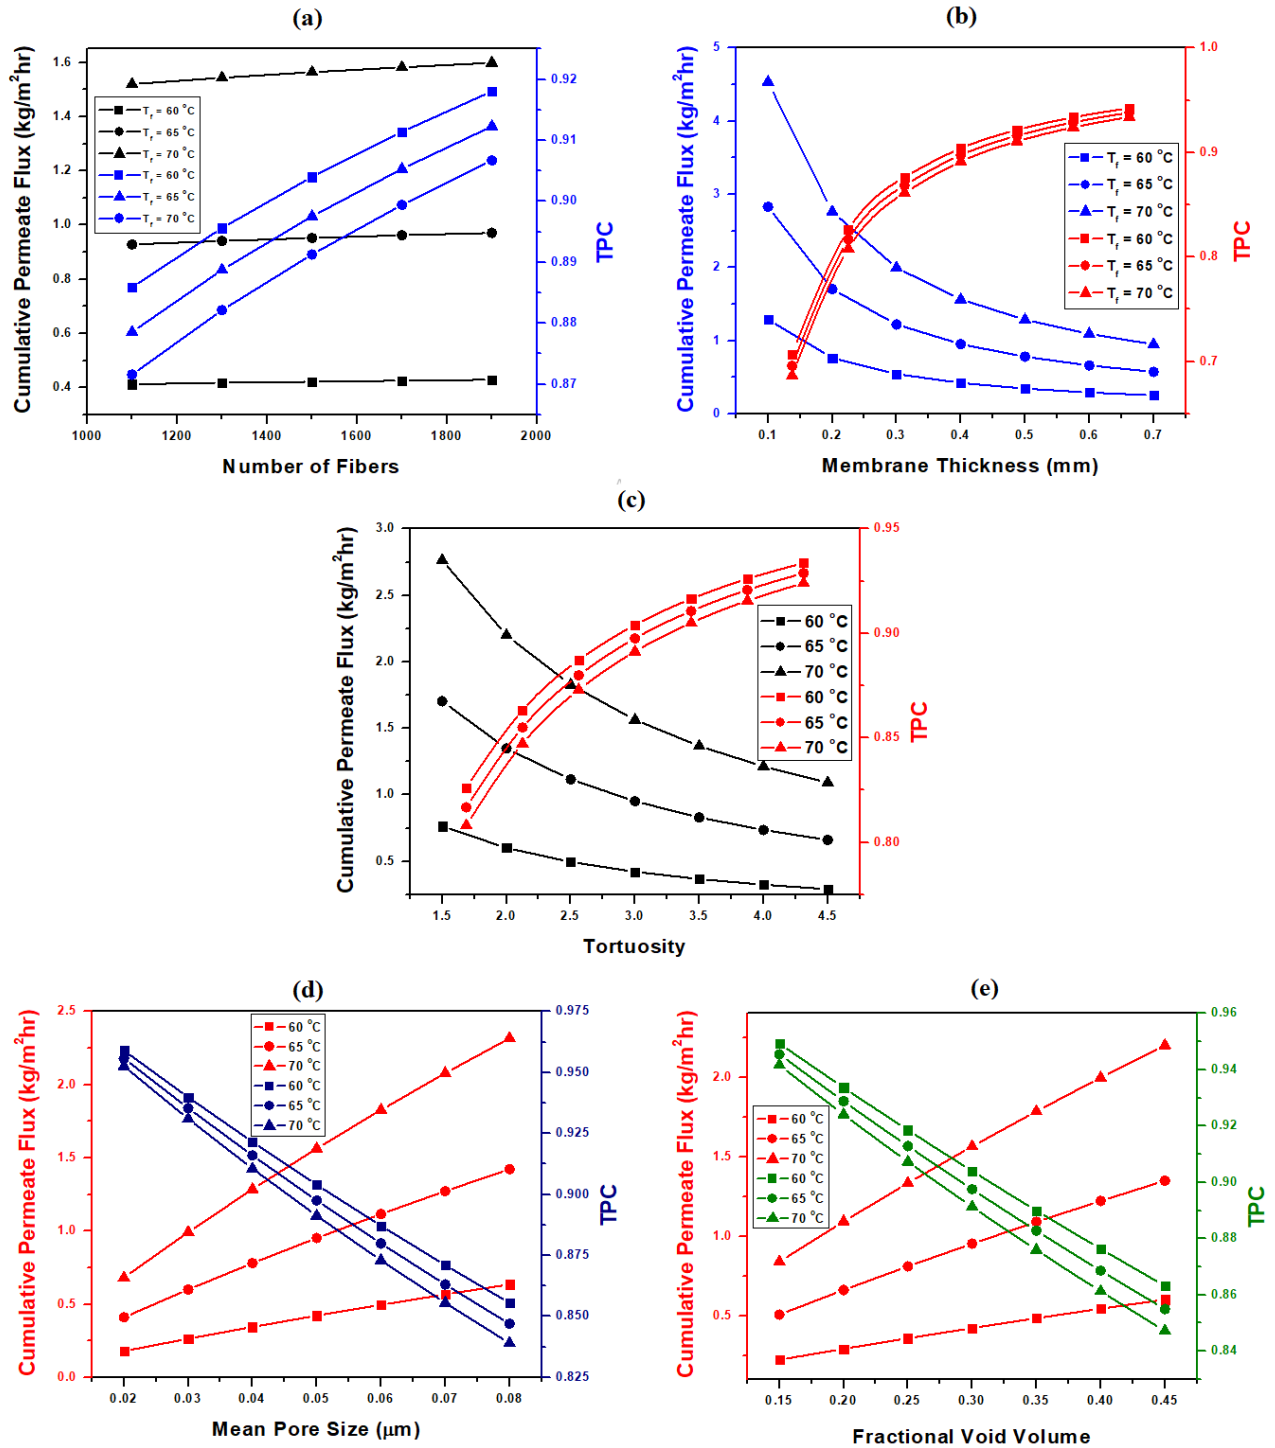 (a)
Cumulative Permeate Flux (kg/m²hr)
1.6
1.4
1.2
1.0
0.8
0.6
0.4
T_f = 60 °C
T_f = 65 °C
T_f = 70 °C
T_f = 60 °C
T_f = 65 °C
T_f = 70 °C
0.92
0.91
0.90
0.89
0.88
0.87
TPC
1000 1200 1400 1600 1800 2000
Number of Fibers
(b)
Cumulative Permeate Flux (kg/m²hr)
5
4
3
2
1
0
T_f = 60 °C
T_f = 65 °C
T_f = 70 °C
T_f = 60 °C
T_f = 65 °C
T_f = 70 °C
1.0
0.9
0.8
0.7
TPC
0.1 0.2 0.3 0.4 0.5 0.6 0.7
Membrane Thickness (mm)
(c)
Cumulative Permeate Flux (kg/m²hr)
3.0
2.5
2.0
1.5
1.0
0.5
60 °C
65 °C
70 °C
60 °C
65 °C
70 °C
0.95
0.90
0.85
0.80
TPC
1.5 2.0 2.5 3.0 3.5 4.0 4.5
Tortuosity
(d)
Cumulative Permeate Flux (kg/m²hr)
2.5
2.0
1.5
1.0
0.5
0.0
60 °C
65 °C
70 °C
60 °C
65 °C
70 °C
0.975
0.950
0.925
0.900
0.875
0.850
0.825
TPC
0.02 0.03 0.04 0.05 0.06 0.07 0.08
Mean Pore Size (μm)
(e)
Cumulative Permeate Flux (kg/m²hr)
2.0
1.5
1.0
0.5
60 °C
65 °C
70 °C
60 °C
65 °C
70 °C
0.96
0.94
0.92
0.90
0.88
0.86
0.84
TPC
0.15 0.20 0.25 0.30 0.35 0.40 0.45
Fractional Void Volume